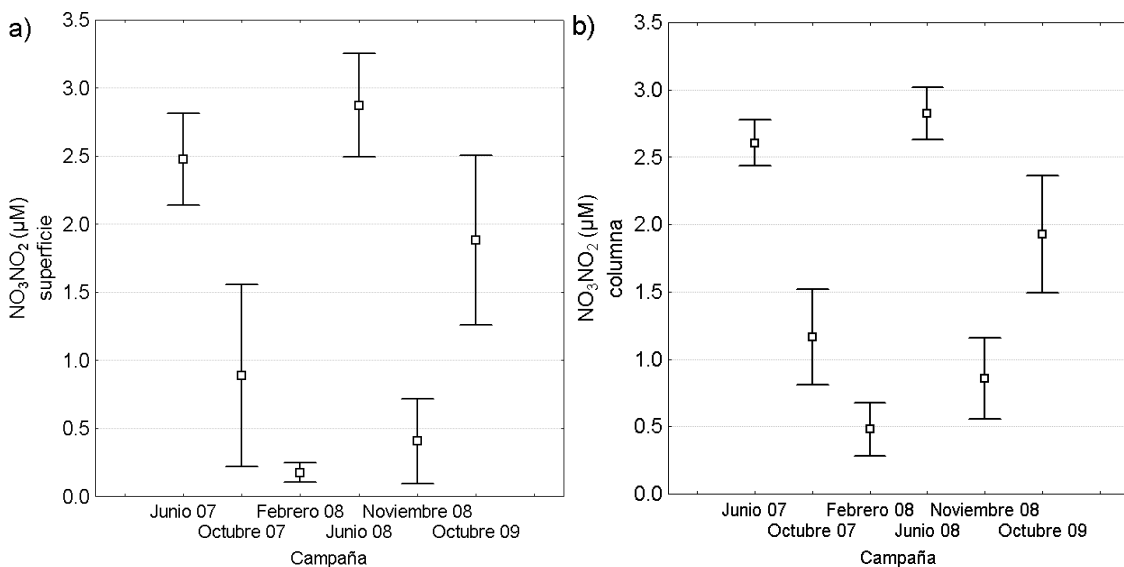 a)
3.5
3.0
2.5
2.0
1.5
1.0
0.5
0.0
NO₃NO₂ (µM)
superficie
Junio 07
Octubre 07
Febrero 08
Junio 08
Noviembre 08
Octubre 09
Campaña
b)
3.5
3.0
2.5
2.0
1.5
1.0
0.5
0.0
NO₃NO₂ (µM)
columna
Junio 07
Octubre 07
Febrero 08
Junio 08
Noviembre 08
Octubre 09
Campaña